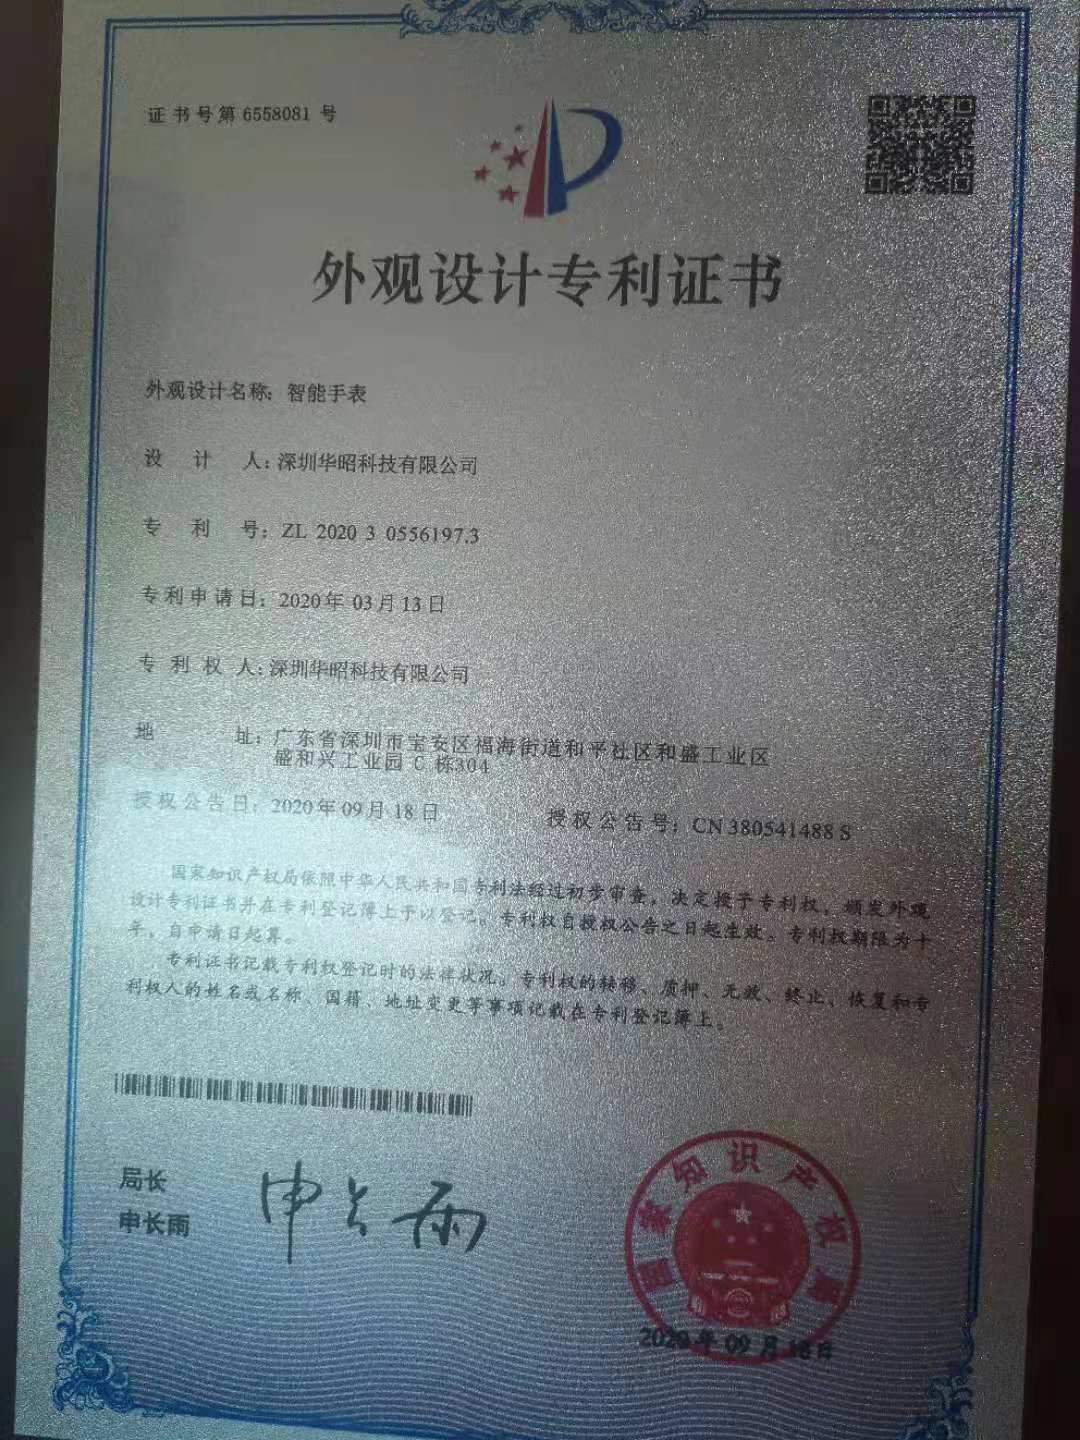 证书号第 6558081 号
外观设计专利证书
外观设计名称：智能手表
设 计 人：深圳华昭科技有限公司
专 利 号：ZL 2020 3 0556197.3
专利申请日：2020年 03月13日
专 利 权 人：深圳华昭科技有限公司
地 址：广东省深圳市宝安区福海街道和平社区和盛工业区
盛和兴工业园 C 栋304
授权公告日：2020年09月18日 授权公告号：CN 380541488 S
国家知识产权局依照中华人民共和国专利法经过初步审查，决定授予专利权，颁发外观
设计专利证书并在专利登记簿上予以登记。专利权自授权公告之日起生效。专利权期限为十
年，自申请日起算。
专利证书记载专利权登记时的法律状况。专利权的转移、质押、无效、终止、恢复和专
利权人的姓名或名称、国籍、地址变更等事项记载在专利登记簿上。
局长
申长雨
申长雨
国家知识产权局
2020年09月18日